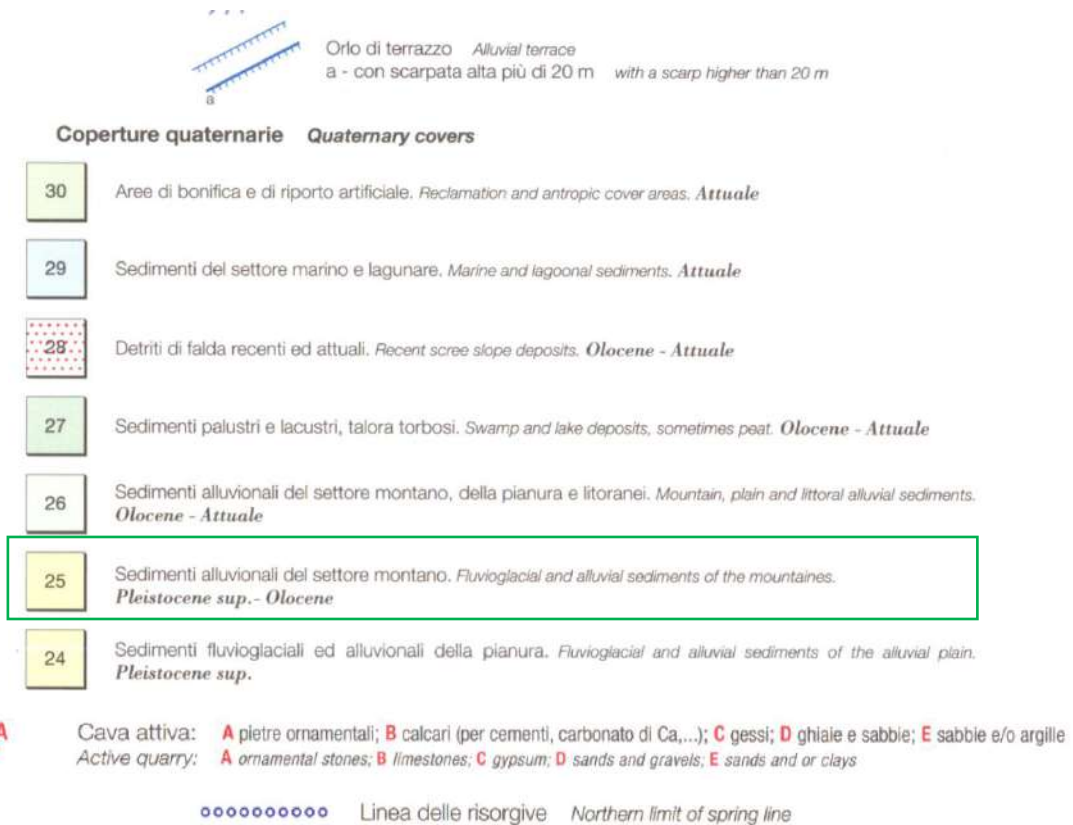 Orlo di terrazzo Alluvial terrace
a - con scarpata alta più di 20 m with a scarp higher than 20 m
a
Coperture quaternarie Quaternary covers
30 Aree di bonifica e di riporto artificiale. Reclamation and antropic cover areas. Attuale
29 Sedimenti del settore marino e lagunare. Marine and lagoonal sediments. Attuale
28 Detriti di falda recenti ed attuali. Recent scree slope deposits. Olocene - Attuale
27 Sedimenti palustri e lacustri, talora torbosi. Swamp and lake deposits, sometimes peat. Olocene - Attuale
26 Sedimenti alluvionali del settore montano, della pianura e litoranei. Mountain, plain and littoral alluvial sediments.
Olocene - Attuale
25 Sedimenti alluvionali del settore montano. Fluvioglacial and alluvial sediments of the mountaines.
Pleistocene sup.- Olocene
24 Sedimenti fluvioglaciali ed alluvionali della pianura. Fluvioglacial and alluvial sediments of the alluvial plain.
Pleistocene sup.
A Cava attiva: A pietre ornamentali; B calcari (per cementi, carbonato di Ca,...); C gessi; D ghiaie e sabbie; E sabbie e/o argille
Active quarry: A ornamental stones; B limestones; C gypsum; D sands and gravels; E sands and or clays
Linea delle risorgive Northern limit of spring line